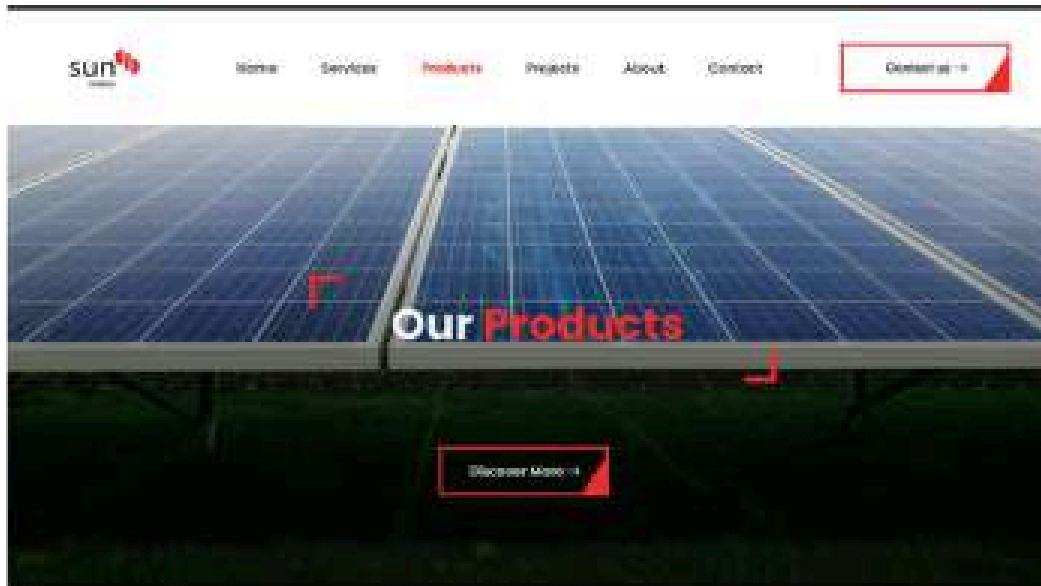 sun
Home Services Products Projects About Contact
Contact us →
Our Products
Discover More →